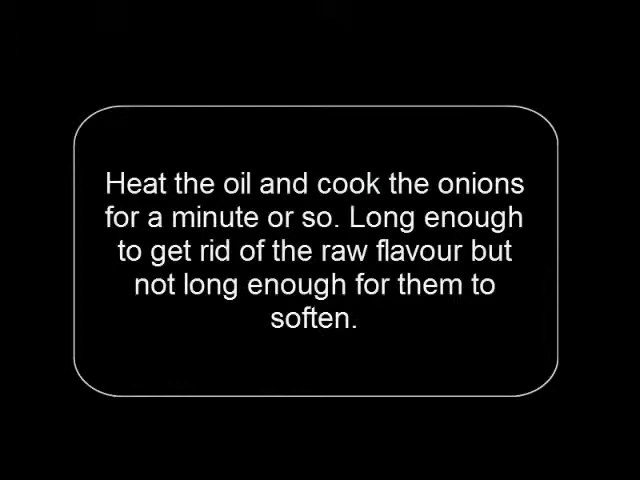 Heat the oil and cook the onions
for a minute or so. Long enough
to get rid of the raw flavour but
not long enough for them to
soften.